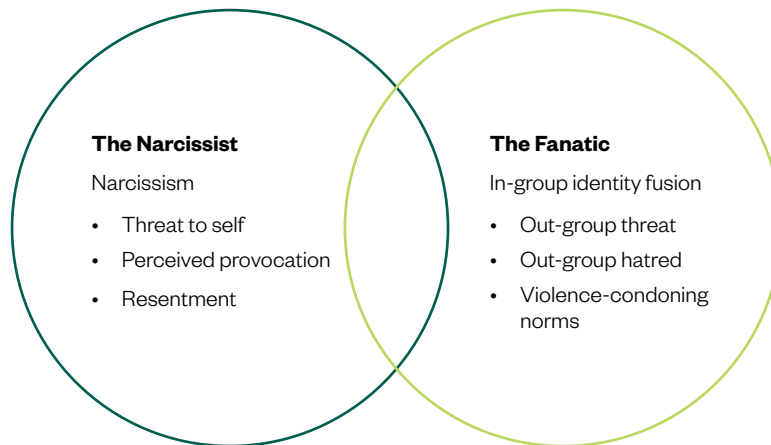 The Narcissist
Narcissism
• Threat to self
• Perceived provocation
• Resentment
The Fanatic
In-group identity fusion
• Out-group threat
• Out-group hatred
• Violence-condoning
norms